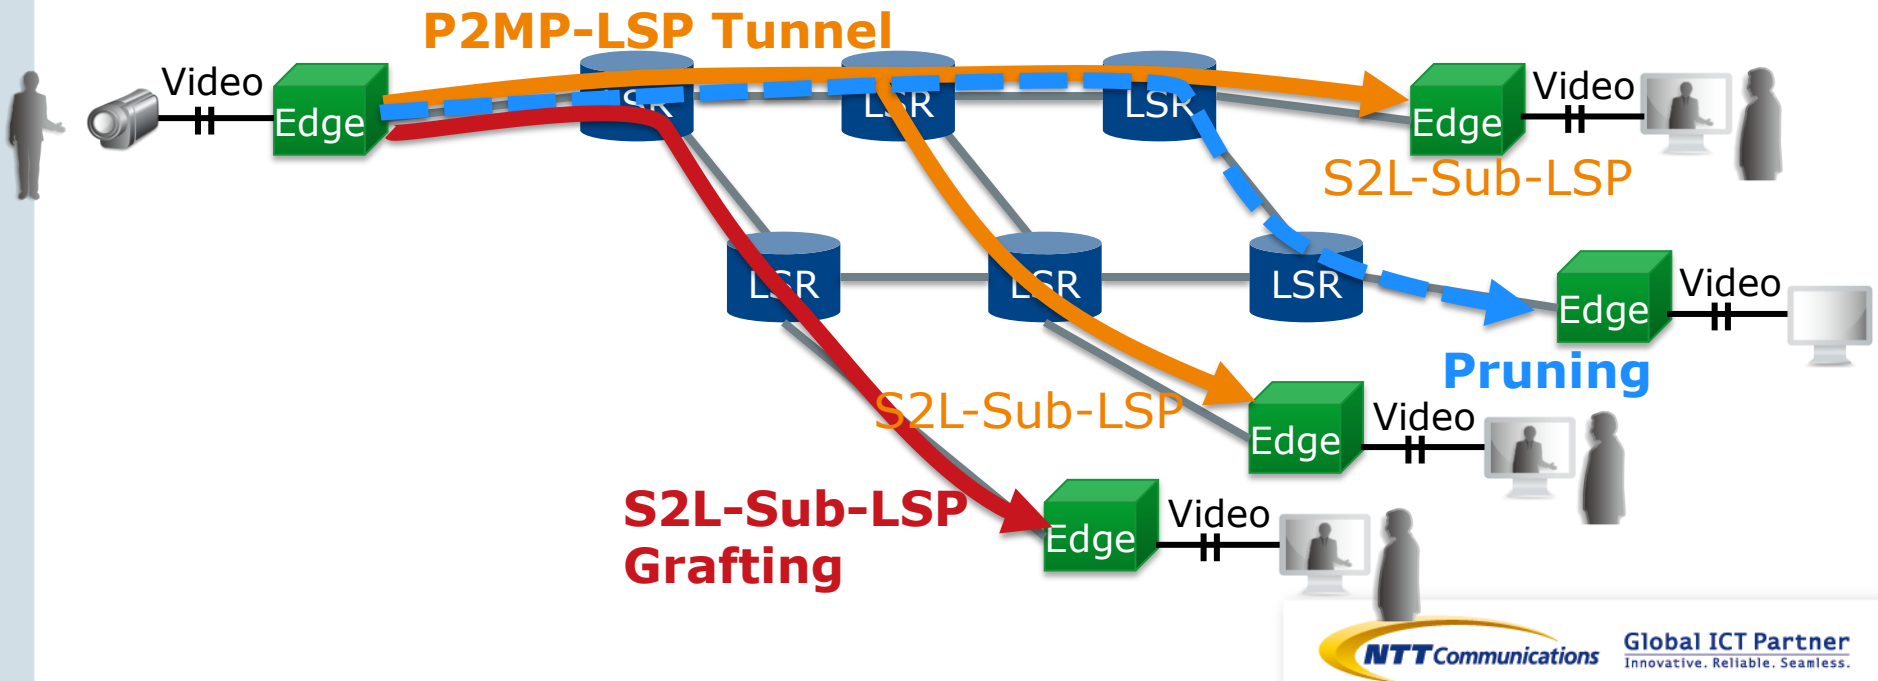 P2MP-LSP Tunnel
Video
Edge
LSR
LSR
LSR
Edge
Video
S2L-Sub-LSP
LSR
LSR
LSR
Edge
Video
Pruning
S2L-Sub-LSP
Edge
Video
S2L-Sub-LSP
Grafting
Edge
Video
NTT Communications
Global ICT Partner
Innovative. Reliable. Seamless.